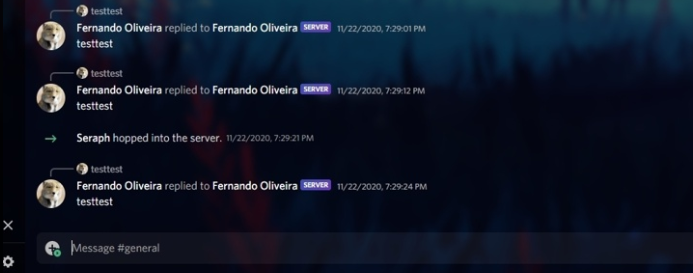 testtest
Fernando Oliveira replied to Fernando Oliveira SERVER 11/22/2020, 7:29:01 PM
testtest
testtest
Fernando Oliveira replied to Fernando Oliveira SERVER 11/22/2020, 7:29:12 PM
testtest
Seraph hopped into the server. 11/22/2020, 7:29:21 PM
testtest
Fernando Oliveira replied to Fernando Oliveira SERVER 11/22/2020, 7:29:24 PM
testtest
Message #general